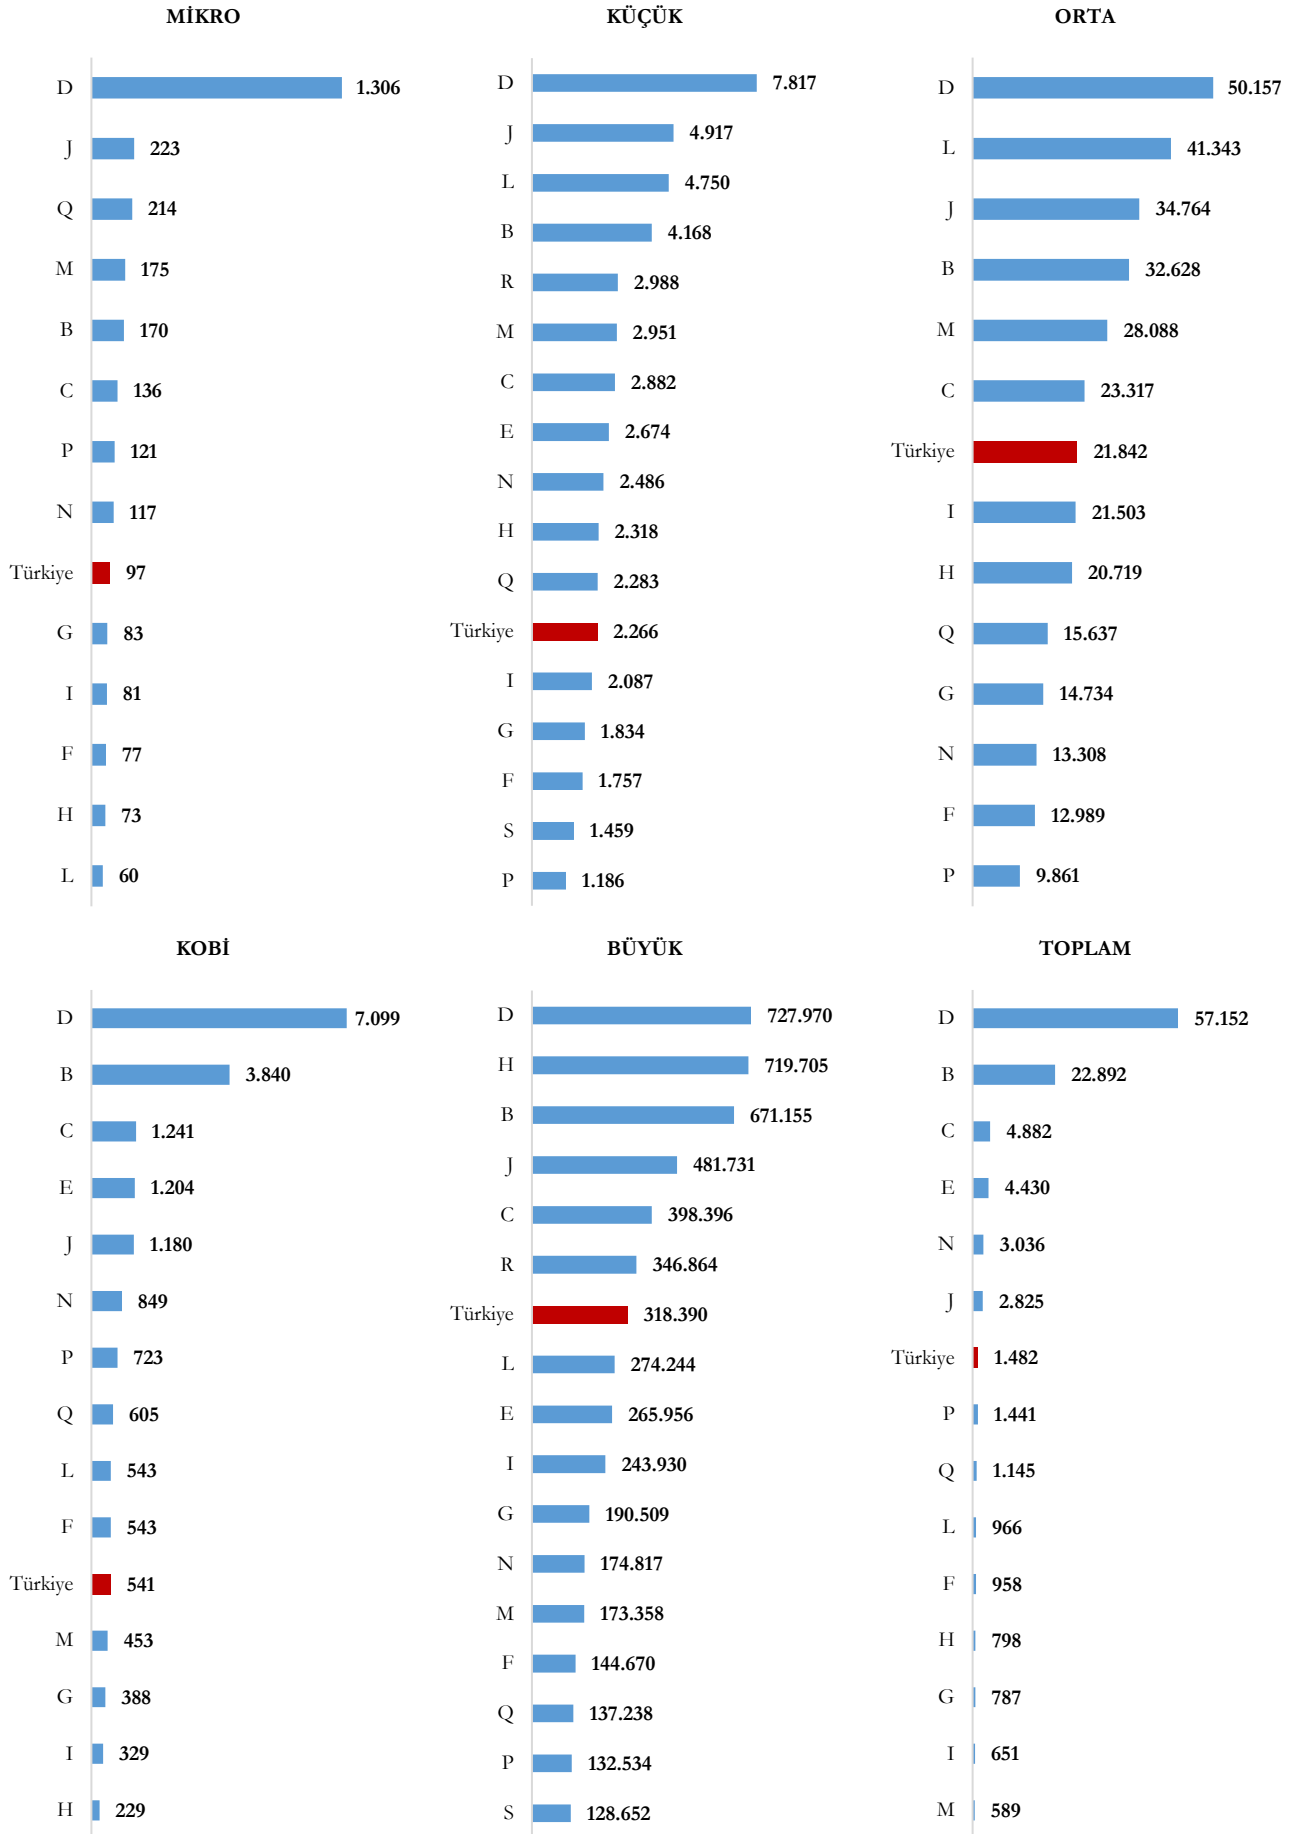 MİKRO
D 1.306
J 223
Q 214
M 175
B 170
C 136
P 121
N 117
Türkiye 97
G 83
I 81
F 77
H 73
L 60
KÜÇÜK
D 7.817
J 4.917
L 4.750
B 4.168
R 2.988
M 2.951
C 2.882
E 2.674
N 2.486
H 2.318
Q 2.283
Türkiye 2.266
I 2.087
G 1.834
F 1.757
S 1.459
P 1.186
ORTA
D 50.157
L 41.343
J 34.764
B 32.628
M 28.088
C 23.317
Türkiye 21.842
I 21.503
H 20.719
Q 15.637
G 14.734
N 13.308
F 12.989
P 9.861
KOBİ
D 7.099
B 3.840
C 1.241
E 1.204
J 1.180
N 849
P 723
Q 605
L 543
F 543
Türkiye 541
M 453
G 388
I 329
H 229
BÜYÜK
D 727.970
H 719.705
B 671.155
J 481.731
C 398.396
R 346.864
Türkiye 318.390
L 274.244
E 265.956
I 243.930
G 190.509
N 174.817
M 173.358
F 144.670
Q 137.238
P 132.534
S 128.652
TOPLAM
D 57.152
B 22.892
C 4.882
E 4.430
N 3.036
J 2.825
Türkiye 1.482
P 1.441
Q 1.145
L 966
F 958
H 798
G 787
I 651
M 589